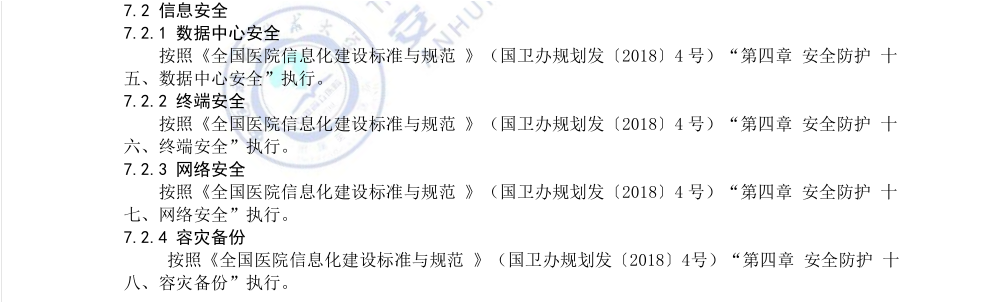 7.2 信息安全
7.2.1 数据中心安全
按照《全国医院信息化建设标准与规范 》（国卫办规划发〔2018〕4 号）“第四章 安全防护 十
五、数据中心安全”执行。
7.2.2 终端安全
按照《全国医院信息化建设标准与规范 》（国卫办规划发〔2018〕4 号）“第四章 安全防护 十
六、终端安全”执行。
7.2.3 网络安全
按照《全国医院信息化建设标准与规范 》（国卫办规划发〔2018〕4 号）“第四章 安全防护 十
七、网络安全”执行。
7.2.4 容灾备份
按照《全国医院信息化建设标准与规范 》（国卫办规划发〔2018〕4号）“第四章 安全防护 十
八、容灾备份”执行。